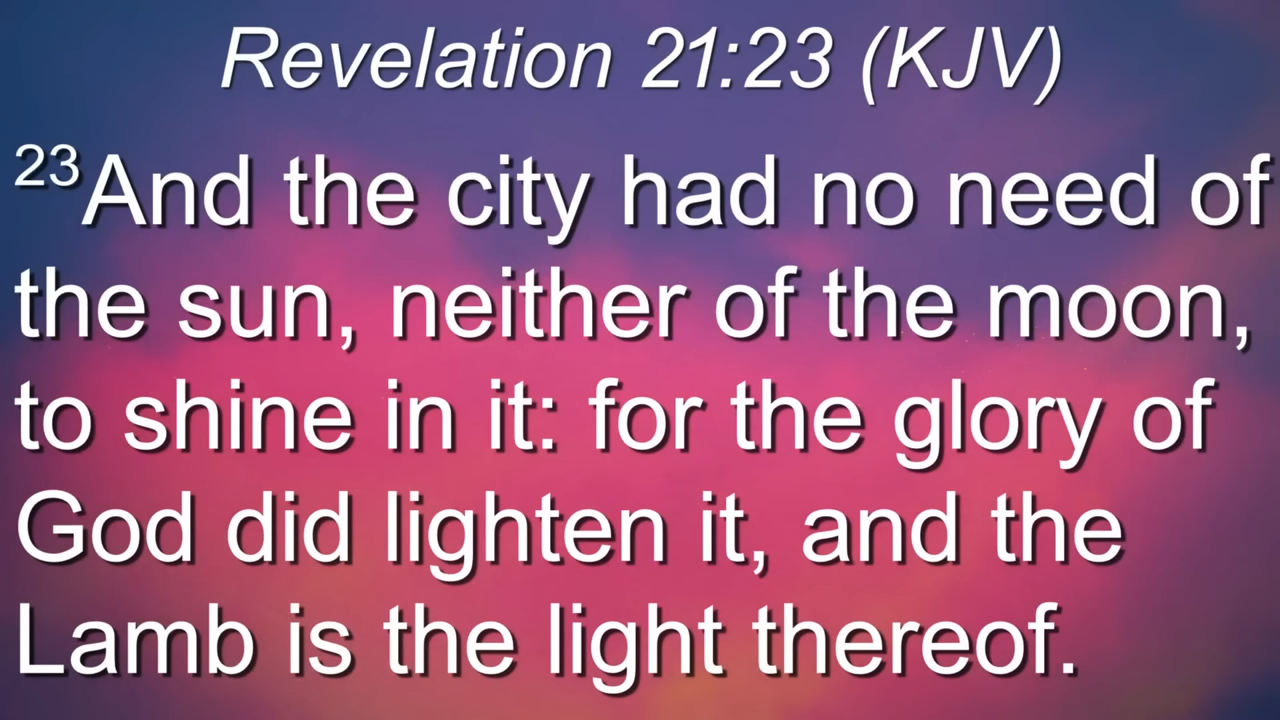 Revelation 21:23 (KJV)
23And the city had no need of
the sun, neither of the moon,
to shine in it: for the glory of
God did lighten it, and the
Lamb is the light thereof.